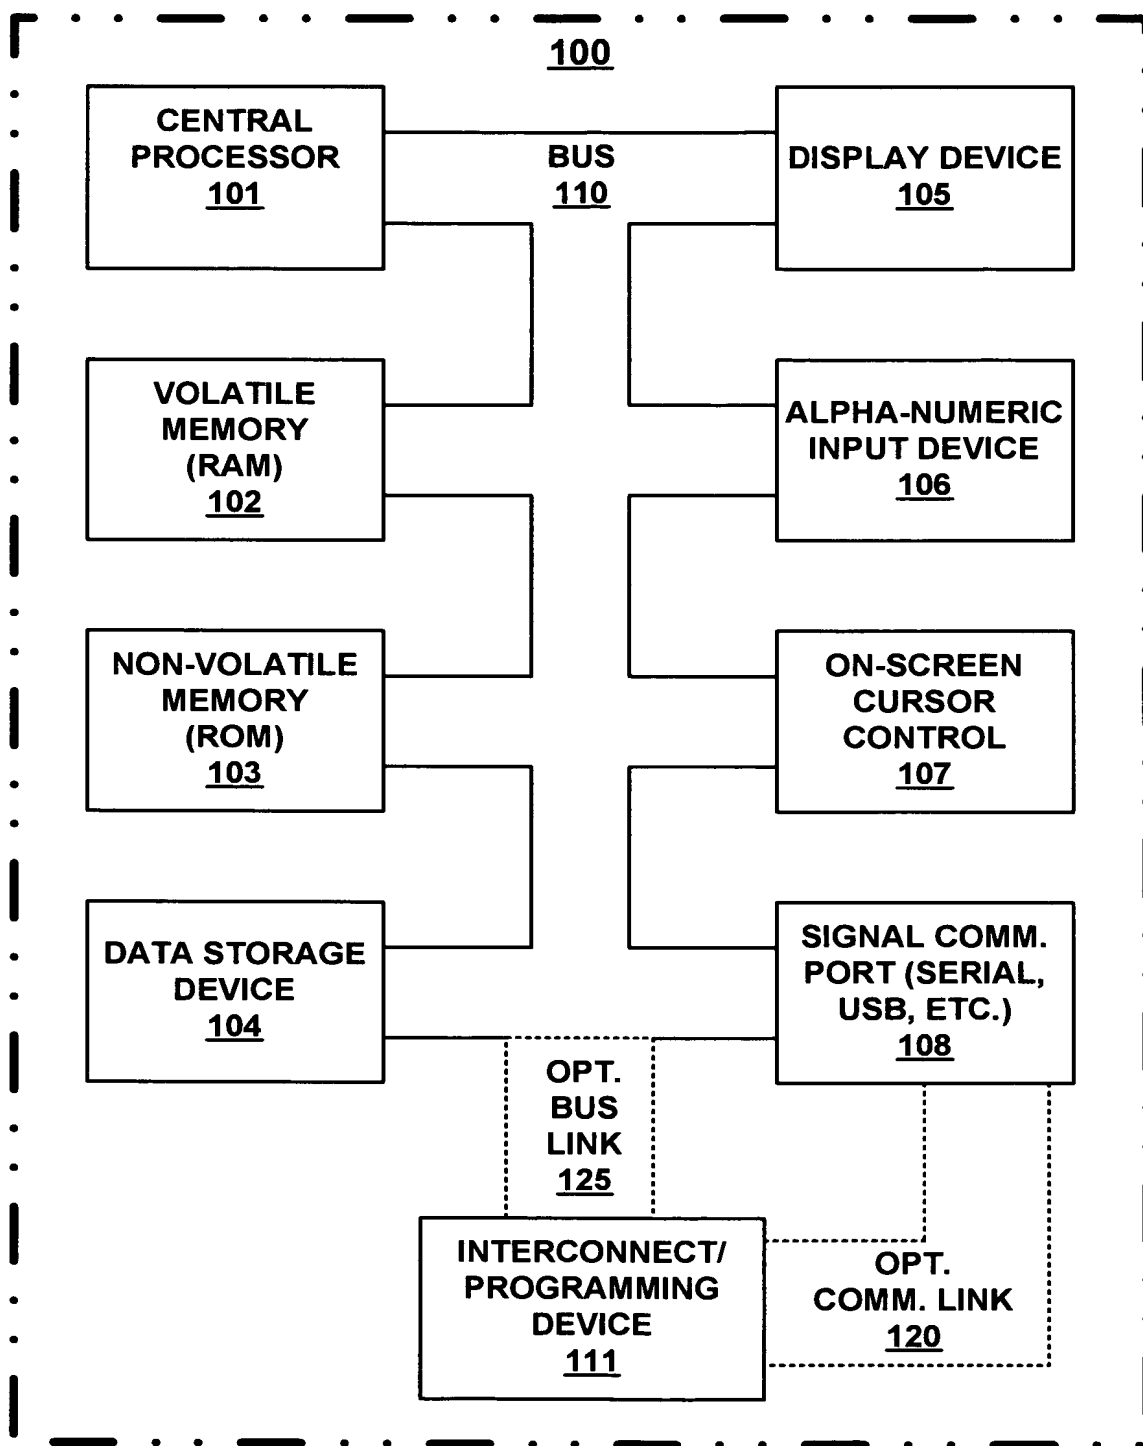 100
CENTRAL
PROCESSOR
101
BUS
110
DISPLAY DEVICE
105
VOLATILE
MEMORY
(RAM)
102
ALPHA-NUMERIC
INPUT DEVICE
106
NON-VOLATILE
MEMORY
(ROM)
103
ON-SCREEN
CURSOR
CONTROL
107
DATA STORAGE
DEVICE
104
SIGNAL COMM.
PORT (SERIAL,
USB, ETC.)
108
OPT.
BUS
LINK
125
INTERCONNECT/
PROGRAMMING
DEVICE
111
OPT.
COMM. LINK
120